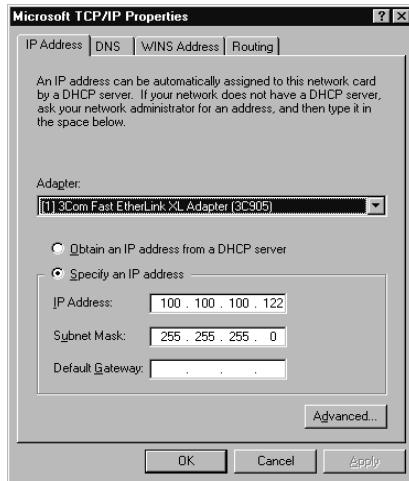 Microsoft TCP/IP Properties
IP Address
DNS
WINS Address
Routing
An IP address can be automatically assigned to this network card
by a DHCP server. If your network does not have a DHCP server,
ask your network administrator for an address, and then type it in
the space below.
Adapter:
[1] 3Com Fast EtherLink XL Adapter (3C905)
Obtain an IP address from a DHCP server
Specify an IP address
IP Address: 100 . 100 . 100 . 122
Subnet Mask: 255 . 255 . 255 . 0
Default Gateway: . . .
Advanced...
OK
Cancel
Apply